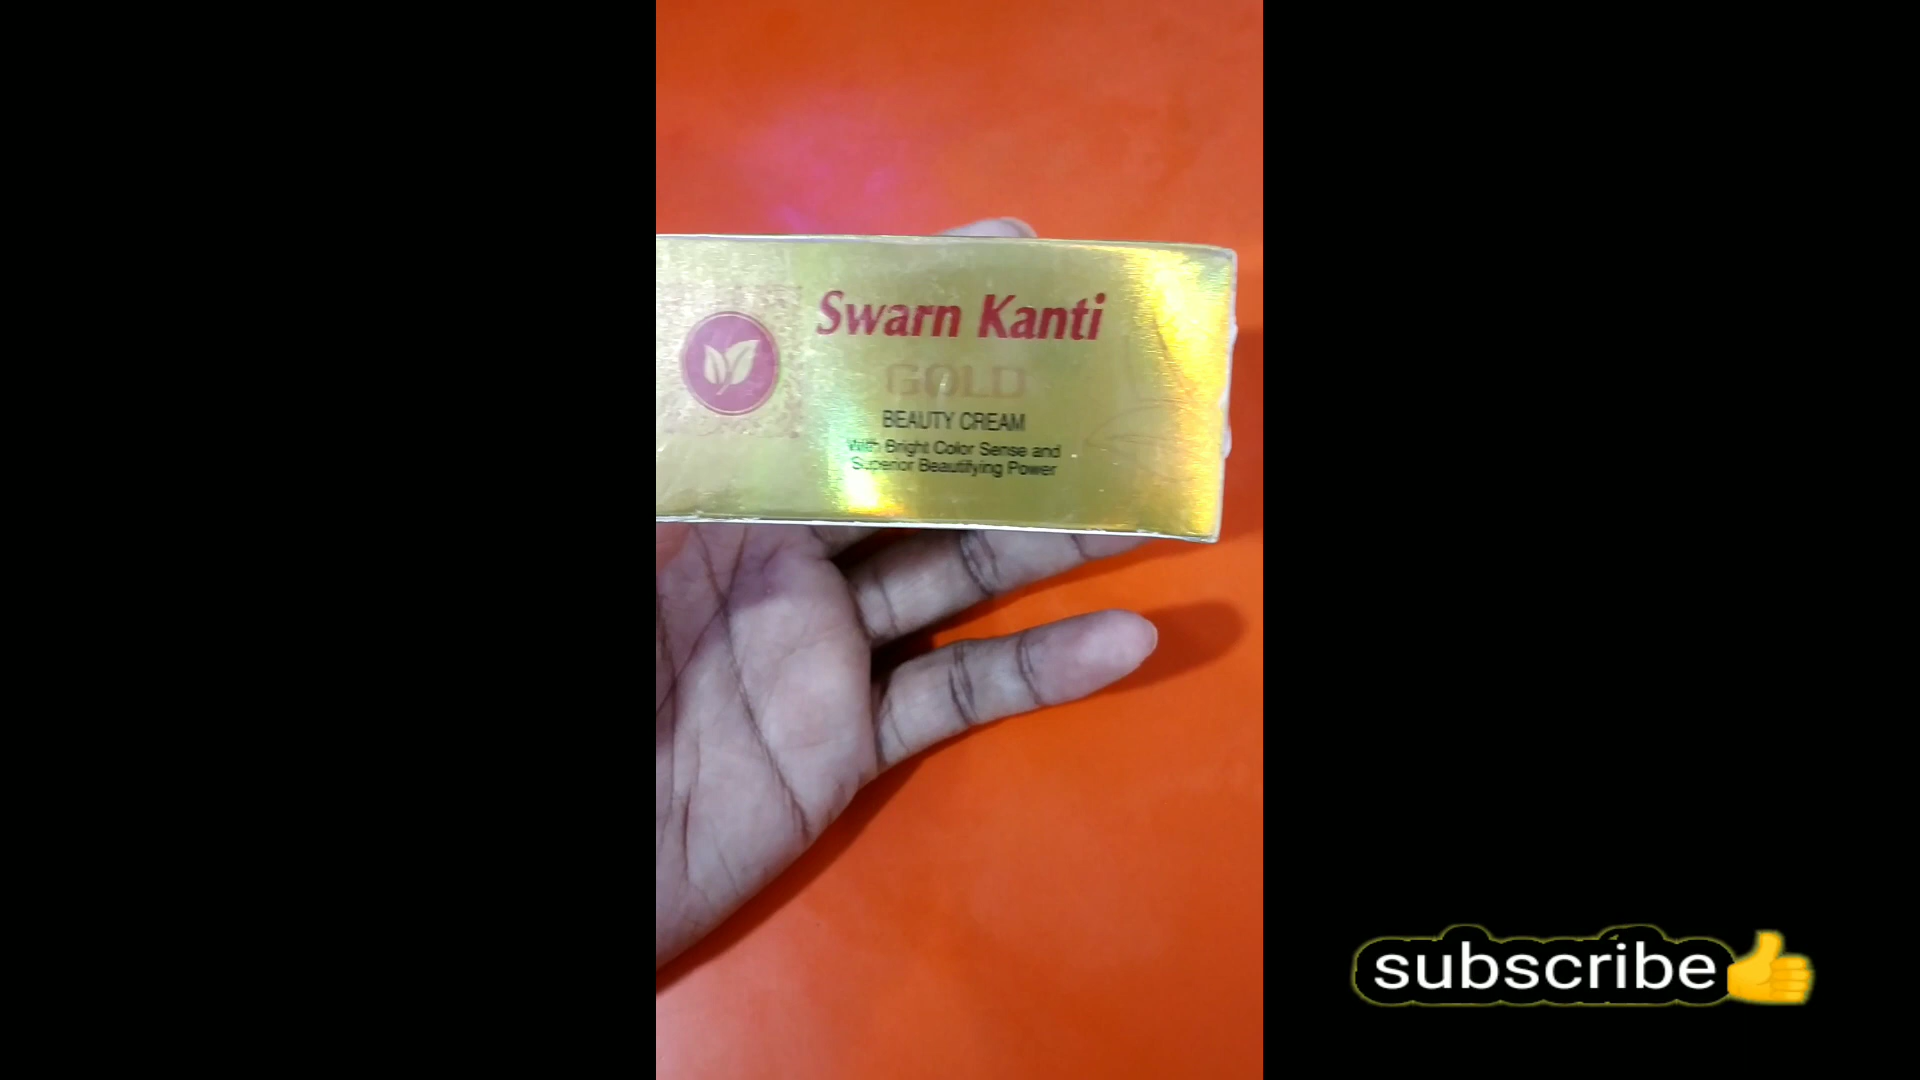 Swarn Kanti
GOLD
BEAUTY CREAM
With Bright Color Sense and
Superior Beautifying Power
subscribe